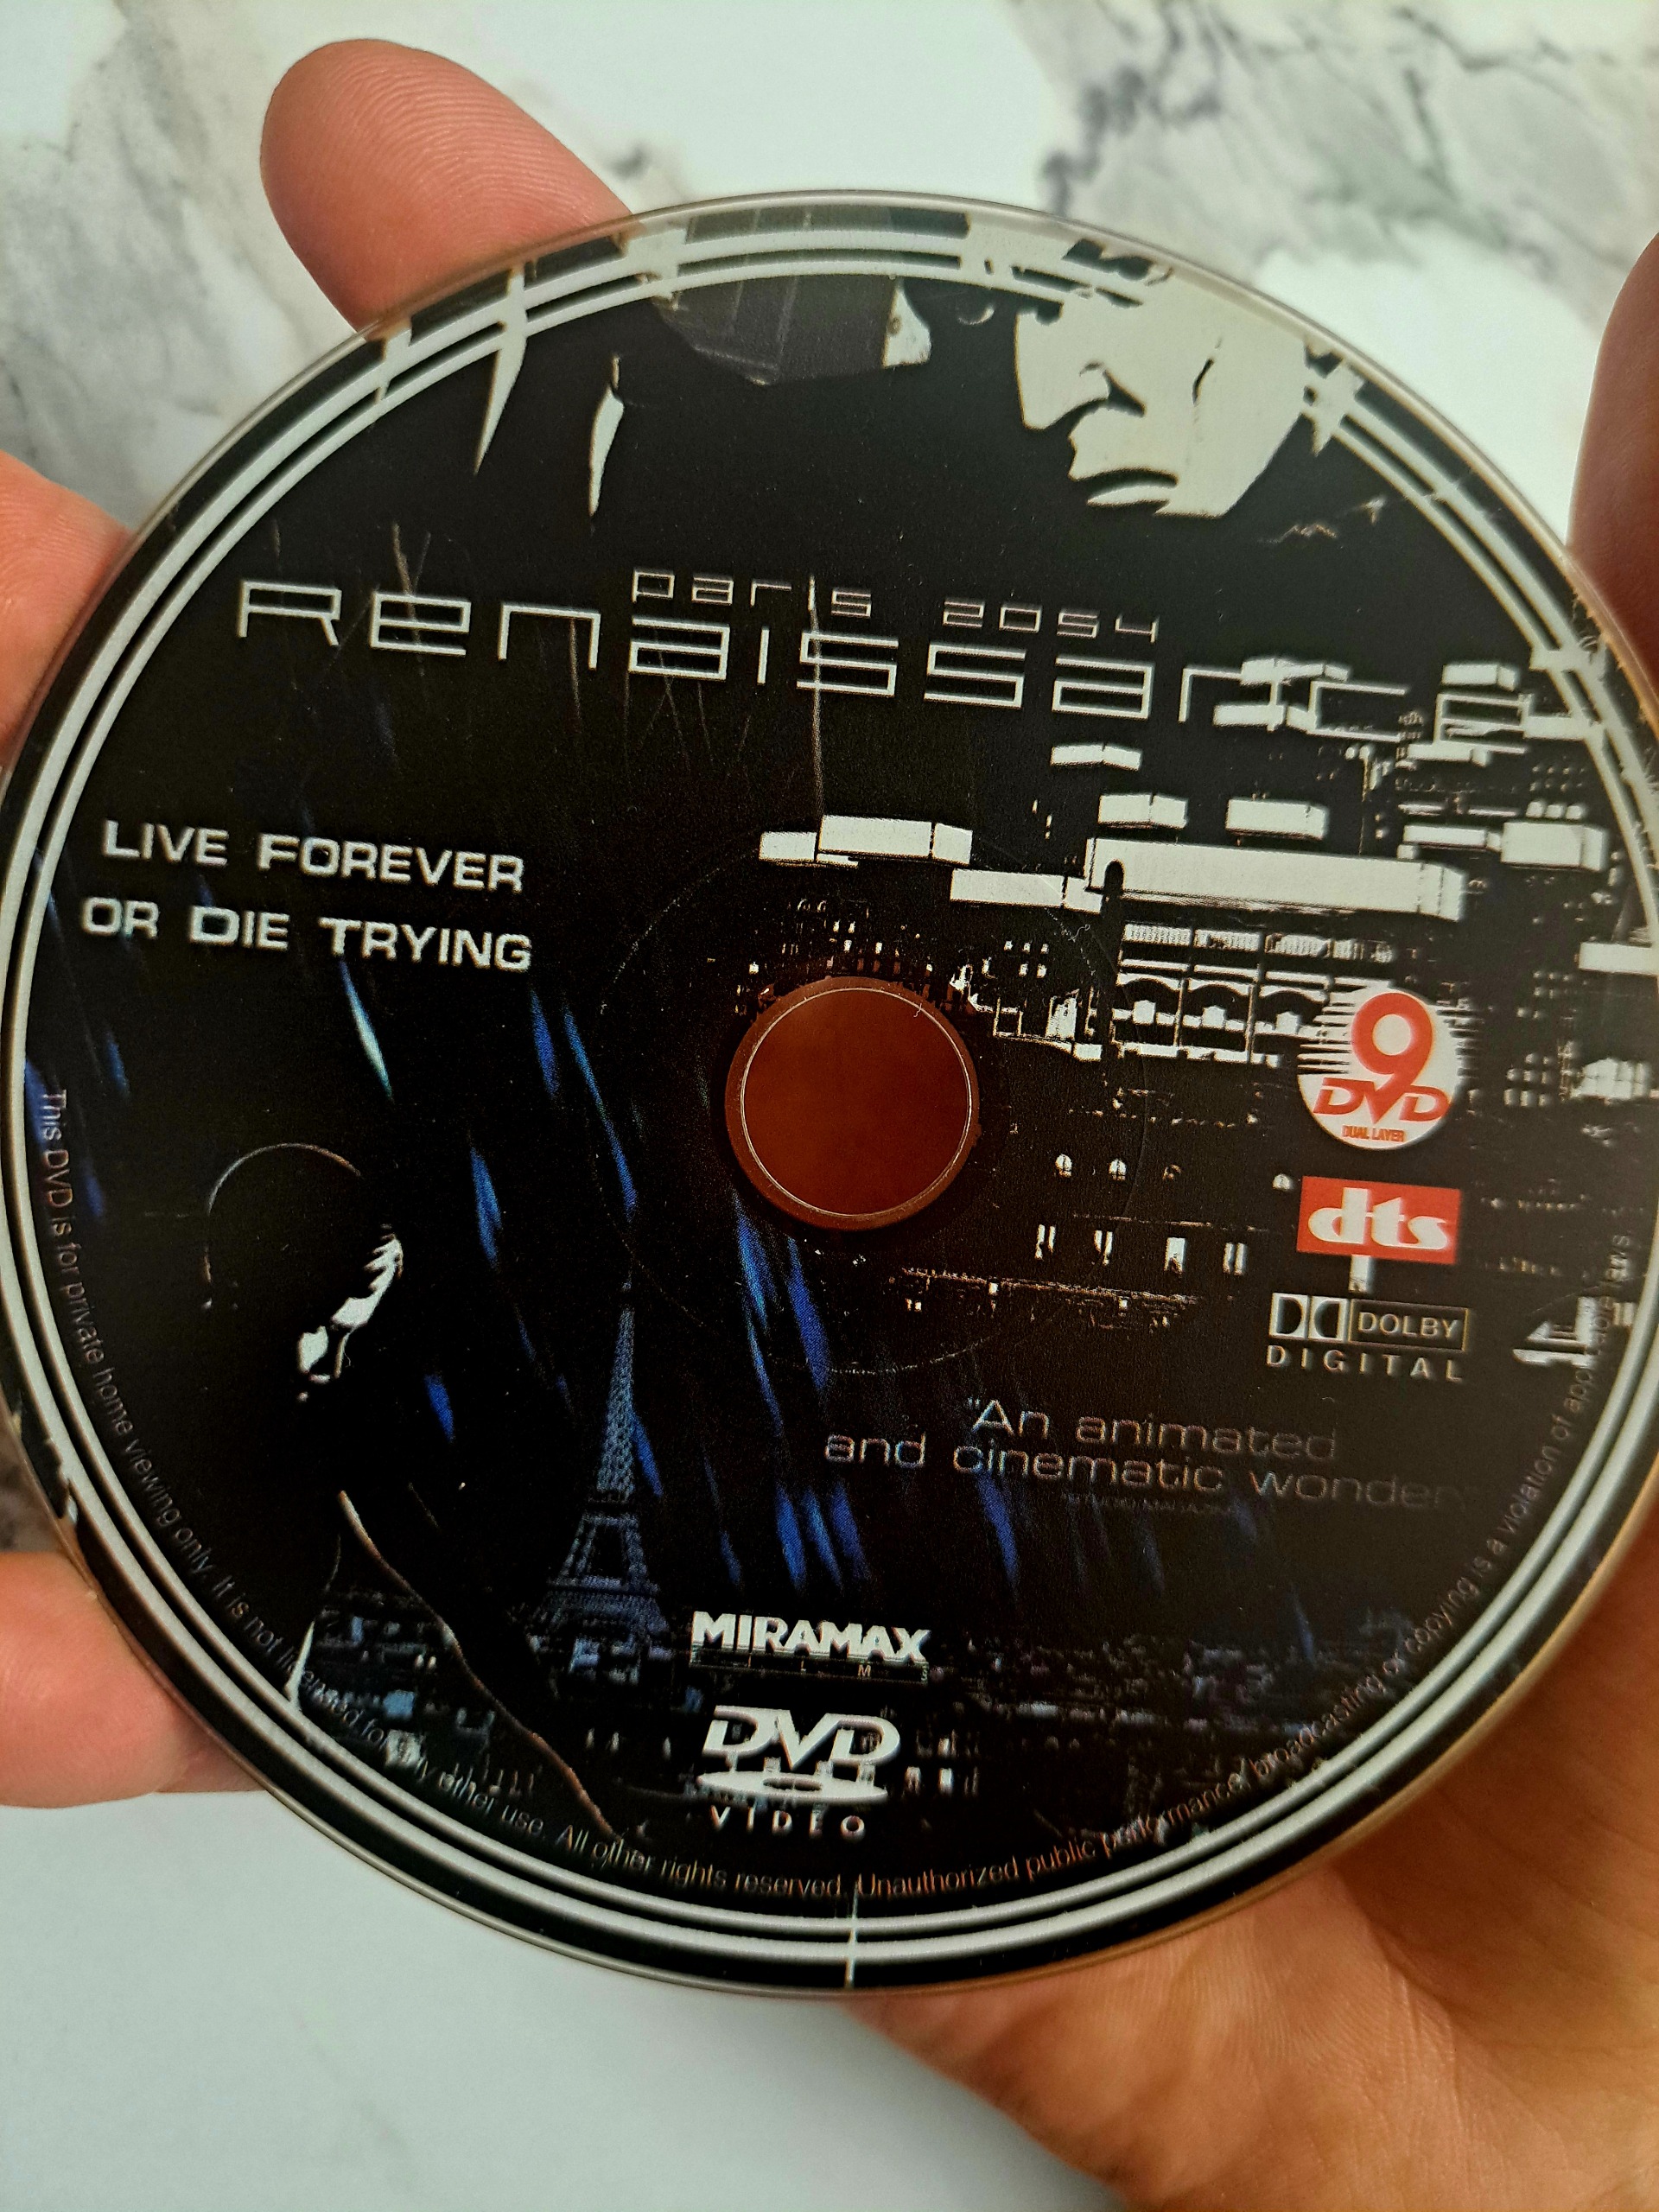 paris 2054
Renaissance
LIVE FOREVER
OR DIE TRYING
9
DVD
DUAL LAYER
dts
DOLBY
DIGITAL
"An animated
and cinematic wonder"
MIRAMAX
FILMS
DVD
VIDEO
This DVD is for private home viewing only. It is not licensed for any other use. All other rights reserved. Unauthorized public performance, broadcasting or copying is a violation of applicable laws.